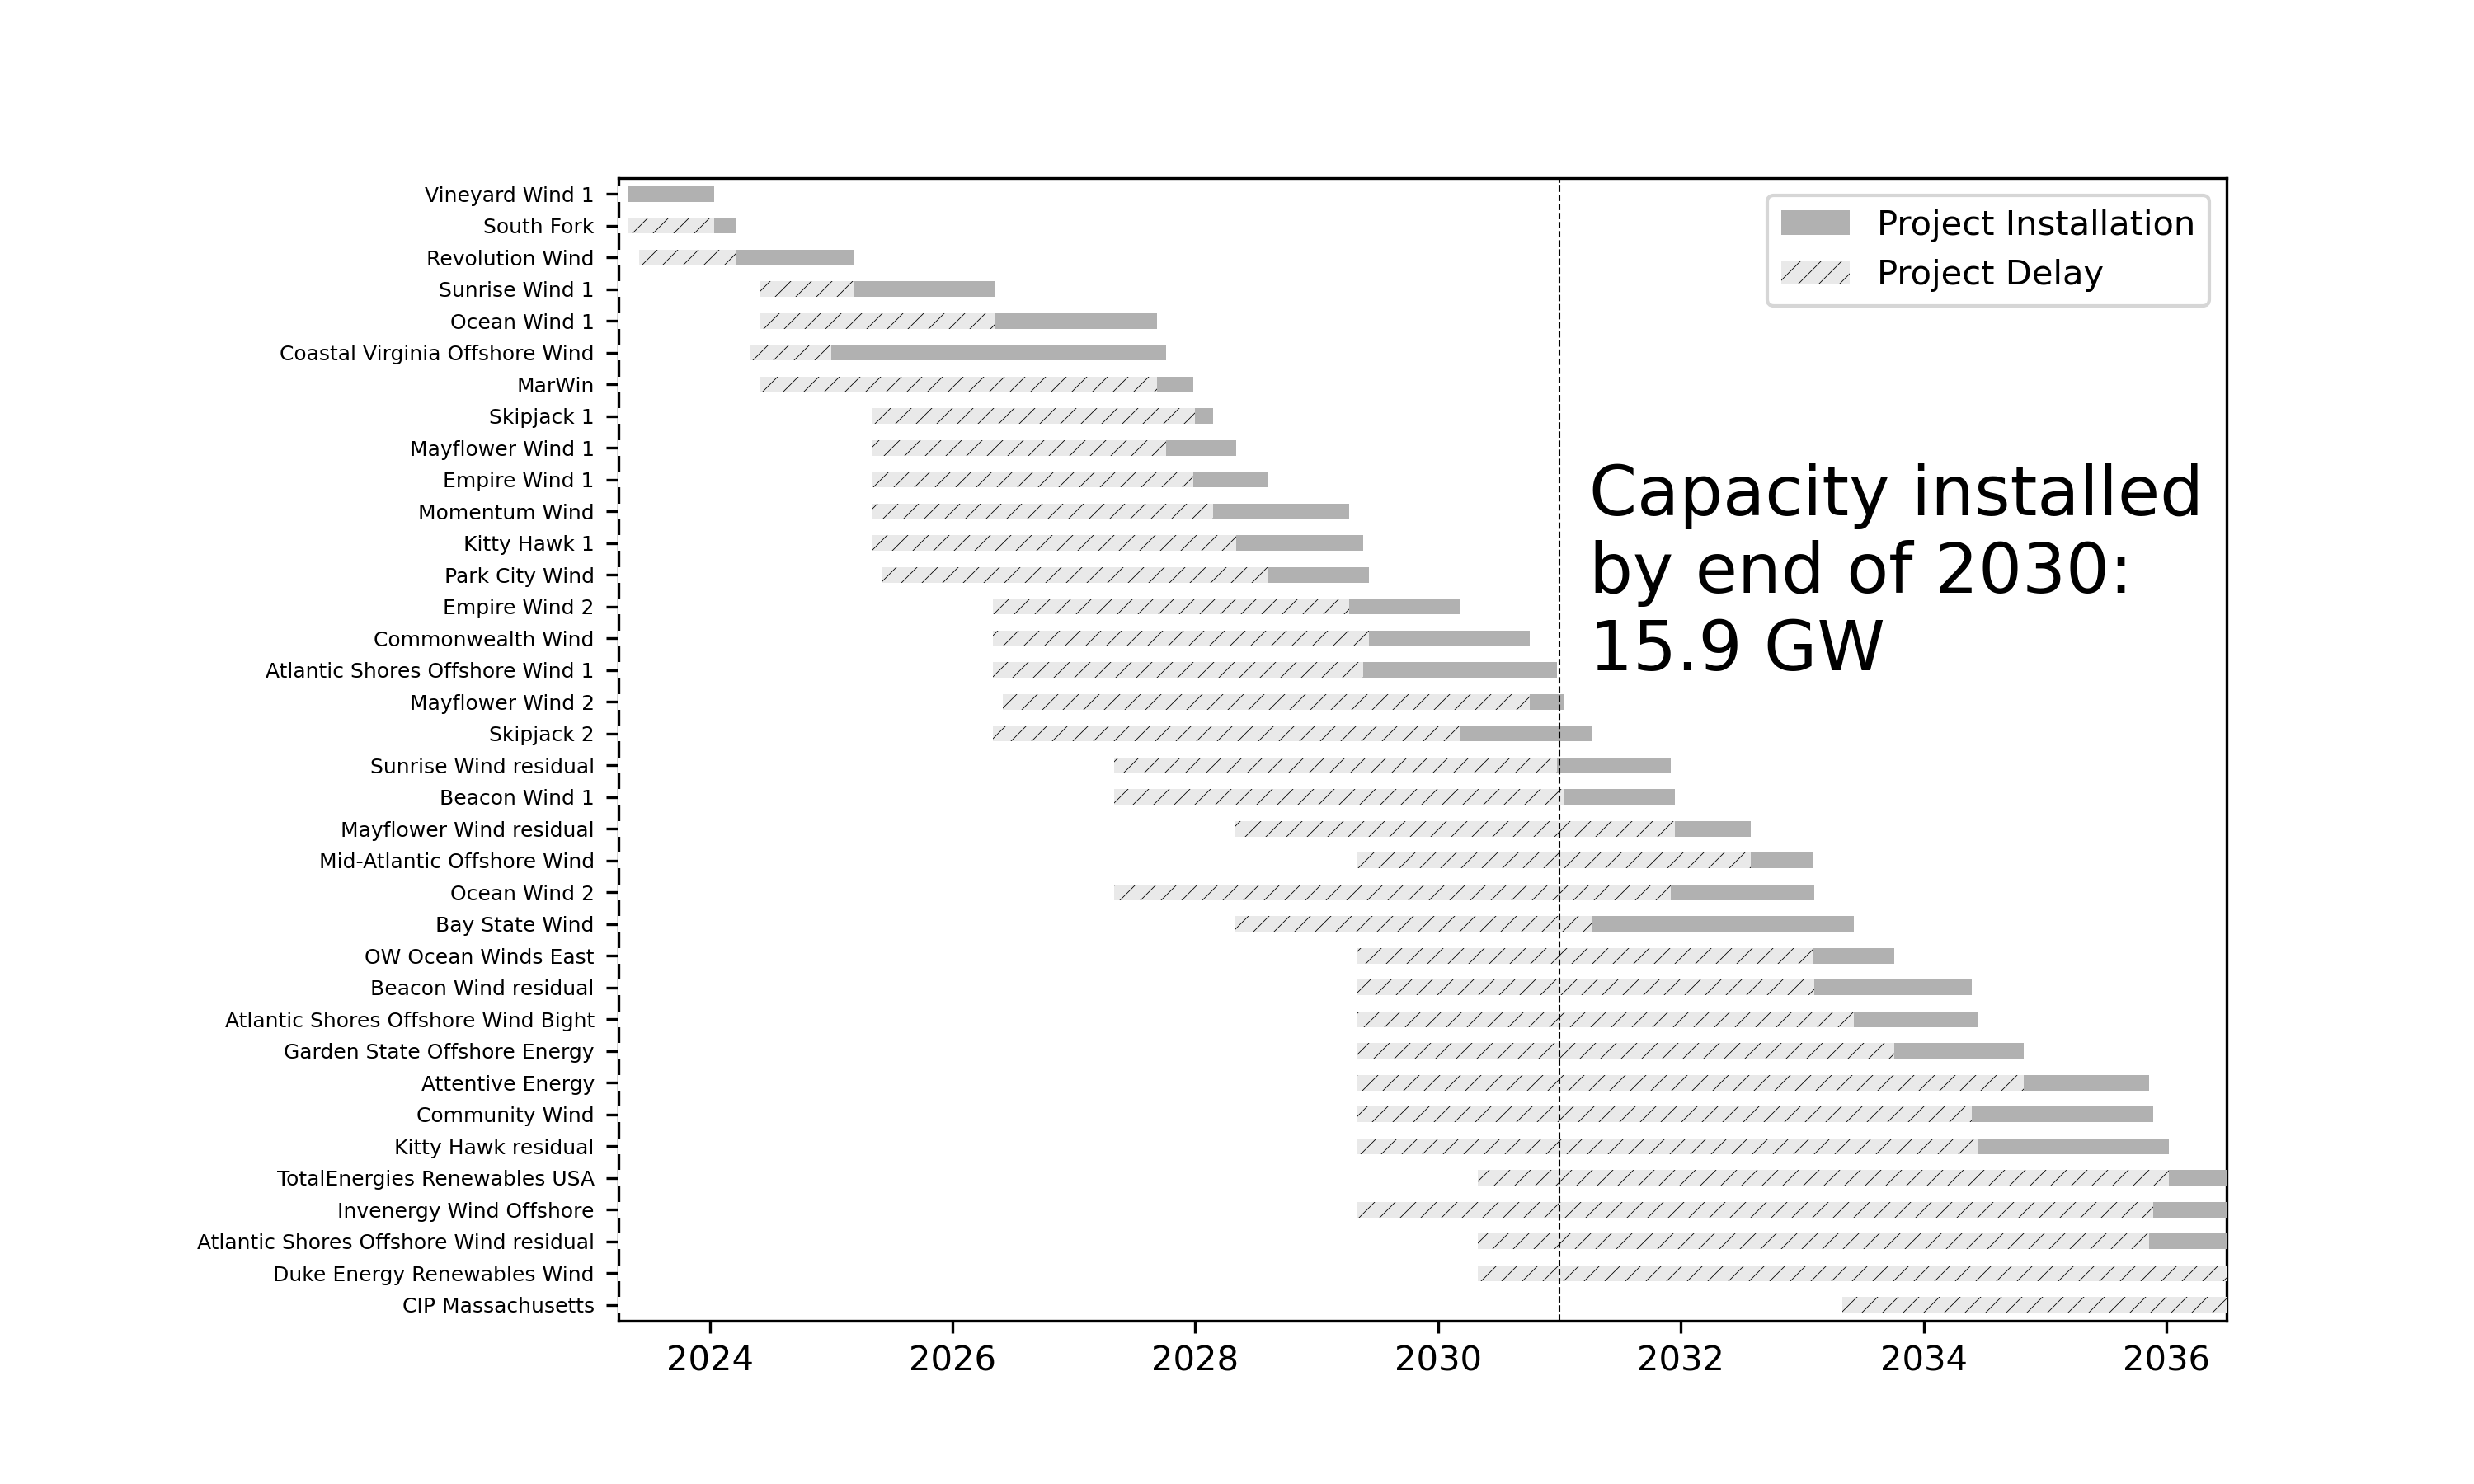 Vineyard Wind 1
South Fork
Revolution Wind
Sunrise Wind 1
Ocean Wind 1
Coastal Virginia Offshore Wind
MarWin
Skipjack 1
Mayflower Wind 1
Empire Wind 1
Momentum Wind
Kitty Hawk 1
Park City Wind
Empire Wind 2
Commonwealth Wind
Atlantic Shores Offshore Wind 1
Mayflower Wind 2
Skipjack 2
Sunrise Wind residual
Beacon Wind 1
Mayflower Wind residual
Mid-Atlantic Offshore Wind
Ocean Wind 2
Bay State Wind
OW Ocean Winds East
Beacon Wind residual
Atlantic Shores Offshore Wind Bight
Garden State Offshore Energy
Attentive Energy
Community Wind
Kitty Hawk residual
TotalEnergies Renewables USA
Invenergy Wind Offshore
Atlantic Shores Offshore Wind residual
Duke Energy Renewables Wind
CIP Massachusetts
Project Installation
Project Delay
Capacity installed
by end of 2030:
15.9 GW
2024 2026 2028 2030 2032 2034 2036